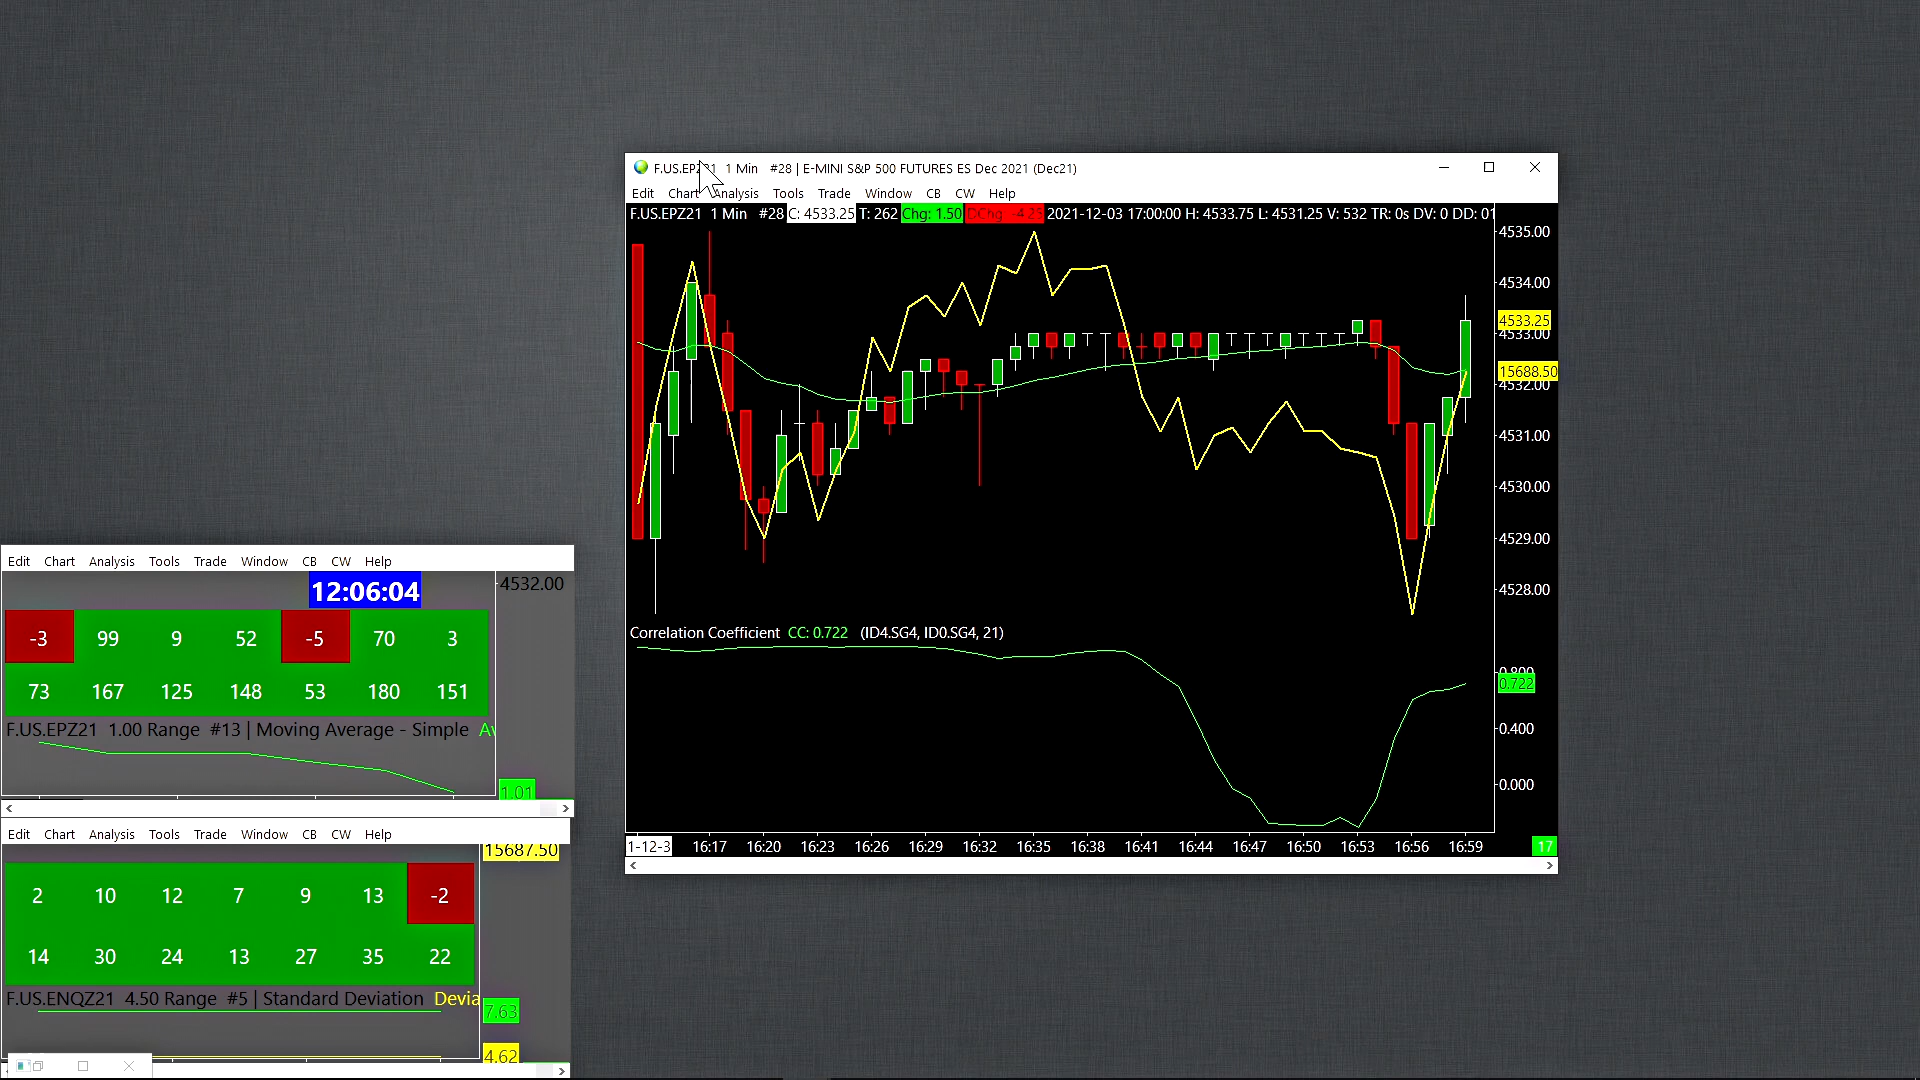 F.US.EPZ21 1 Min #28 | E-MINI S&P 500 FUTURES ES Dec 2021 (Dec21)
Edit Chart Analysis Tools Trade Window CB CW Help
F.US.EPZ21 1 Min #28 C: 4533.25 T: 262 Chg: 1.50 DChg: -4.25 2021-12-03 17:00:00 H: 4533.75 L: 4531.25 V: 532 TR: 0s DV: 0 DD: 01
4535.00
4534.00
4533.25
4533.00
15688.50
4532.00
4531.00
4530.00
4529.00
4528.00
Correlation Coefficient CC: 0.722 (ID4.SG4, ID0.SG4, 21)
0.800
0.722
0.400
0.000
1-12-3 16:17 16:20 16:23 16:26 16:29 16:32 16:35 16:38 16:41 16:44 16:47 16:50 16:53 16:56 16:59 17
Edit Chart Analysis Tools Trade Window CB CW Help
12:06:04
4532.00
-3 99 9 52 -5 70 3
73 167 125 148 53 180 151
F.US.EPZ21 1.00 Range #13 | Moving Average - Simple Av
1.01
Edit Chart Analysis Tools Trade Window CB CW Help
15687.50
2 10 12 7 9 13 -2
14 30 24 13 27 35 22
F.US.ENQZ21 4.50 Range #5 | Standard Deviation Devia
7.63
4.62